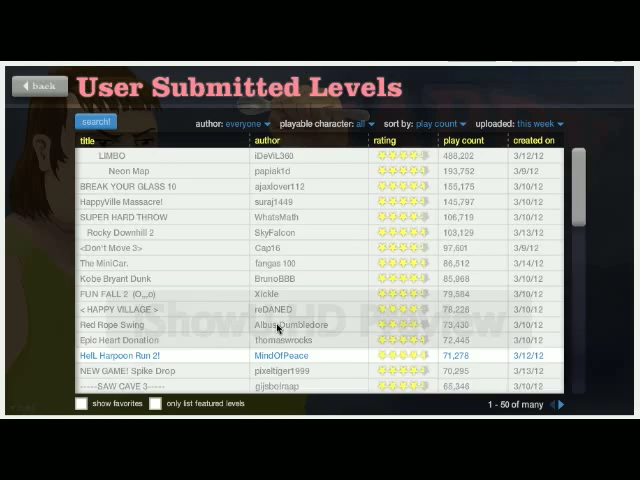 back
User Submitted Levels
search!
author: everyone playable character: all sort by: play count uploaded: this week
title author rating play count created on
LIMBO iDeViL360 486,202 3/12/12
Neon Map papiak1d 193,752 3/9/12
BREAK YOUR GLASS 10 ajaxlover112 155,175 3/10/12
HappyVille Massacre! suraj1449 145,797 3/10/12
SUPER HARD THROW WhatsMath 106,719 3/10/12
Rocky Downhill 2 SkyFalcon 103,129 3/13/12
<Don't Move 3> Cap16 97,601 3/9/12
The MiniCar. fangas 100 86,512 3/14/12
Kobe Bryant Dunk BrunoBBB 85,968 3/10/12
FUN FALL 2 (O,,,o) Xickle 79,584 3/10/12
< HAPPY VILLAGE > reDANED 78,228 3/10/12
Red Rope Swing Albus Dumbledore 73,430 3/10/12
Epic Heart Donation thomaswrocks 72,445 3/10/12
HelL Harpoon Run 2! MindOfPeace 71,278 3/12/12
NEW GAME! Spike Drop pixeltiger1999 70,295 3/13/12
-----SAW CAVE 3----- gijsbolraap 65,346 3/10/12
iShowU HD Preview
show favorites only list featured levels 1 - 50 of many